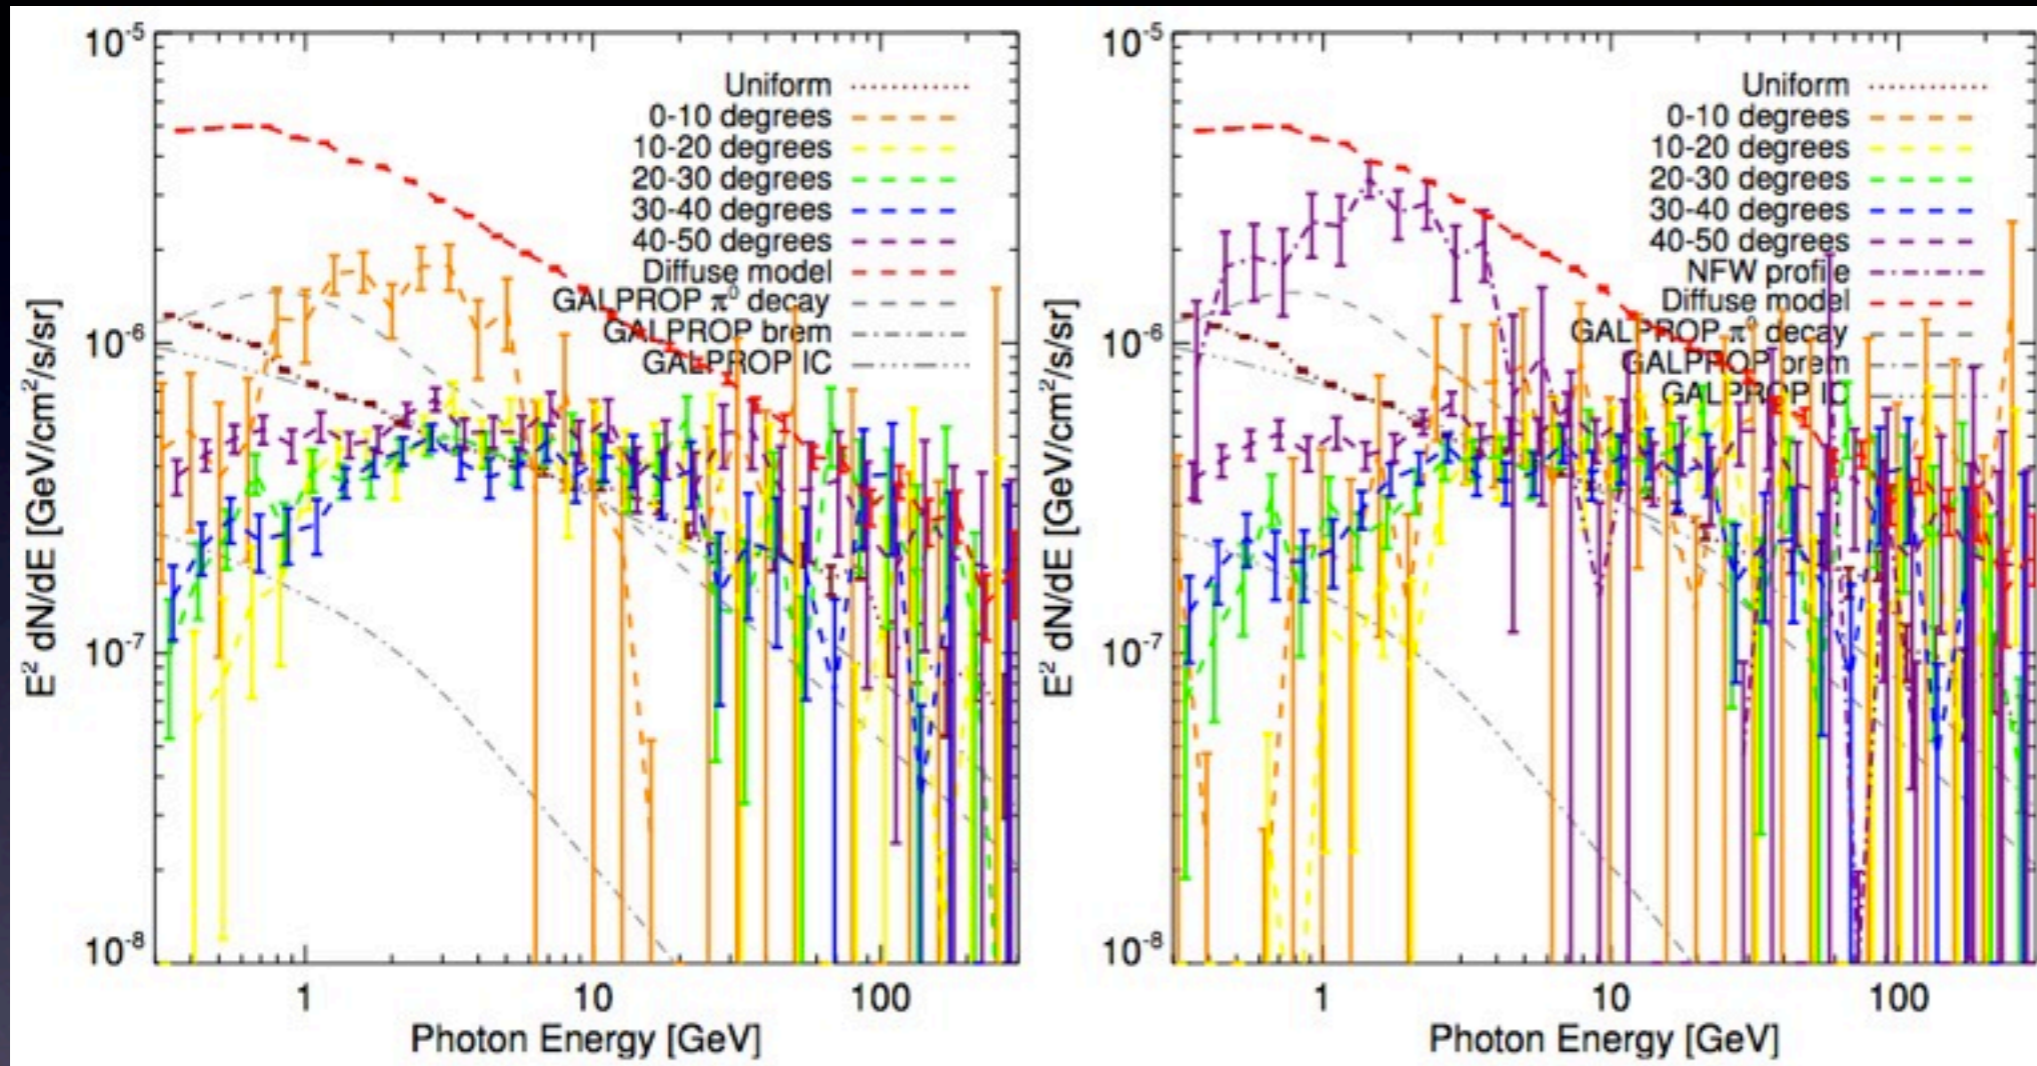 10⁻⁵
10⁻⁶
10⁻⁷
10⁻⁸
E² dN/dE [GeV/cm²/s/sr]
Uniform
0-10 degrees
10-20 degrees
20-30 degrees
30-40 degrees
40-50 degrees
Diffuse model
GALPROP π⁰ decay
GALPROP brem
GALPROP IC
1
10
100
Photon Energy [GeV]
10⁻⁵
10⁻⁶
10⁻⁷
10⁻⁸
E² dN/dE [GeV/cm²/s/sr]
Uniform
0-10 degrees
10-20 degrees
20-30 degrees
30-40 degrees
40-50 degrees
NFW profile
Diffuse model
GALPROP π⁰ decay
GALPROP brem
GALPROP IC
1
10
100
Photon Energy [GeV]